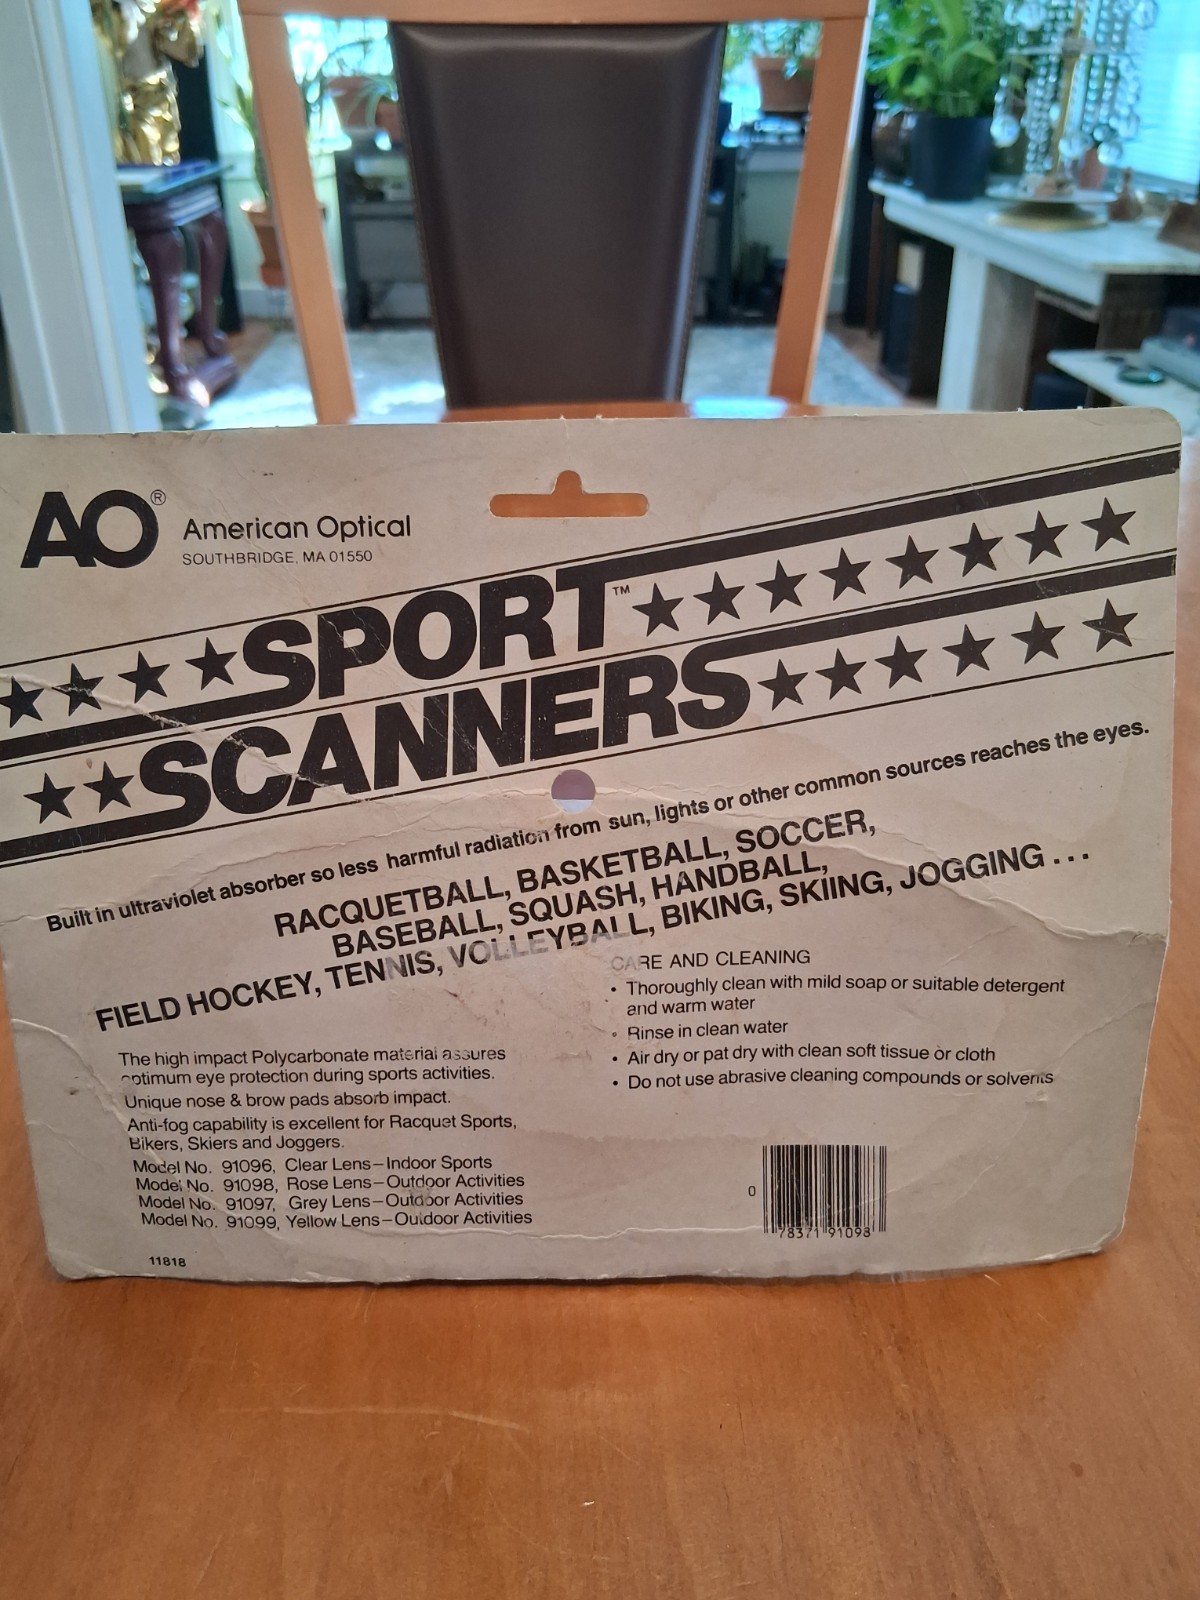 AO®
American Optical
SOUTHBRIDGE, MA 01550
SPORT™
SCANNERS
Built in ultraviolet absorber so less harmful radiation from sun, lights or other common sources reaches the eyes.
RACQUETBALL, BASKETBALL, SOCCER,
BASEBALL, SQUASH, HANDBALL,
FIELD HOCKEY, TENNIS, VOLLEYBALL, BIKING, SKIING, JOGGING . . .
The high impact Polycarbonate material assures
optimum eye protection during sports activities.
Unique nose & brow pads absorb impact.
Anti-fog capability is excellent for Racquet Sports,
Bikers, Skiers and Joggers.
Model No. 91096, Clear Lens–Indoor Sports
Model No. 91098, Rose Lens–Outdoor Activities
Model No. 91097, Grey Lens–Outdoor Activities
Model No. 91099, Yellow Lens–Outdoor Activities
11818
CARE AND CLEANING
• Thoroughly clean with mild soap or suitable detergent
and warm water
• Rinse in clean water
• Air dry or pat dry with clean soft tissue or cloth
• Do not use abrasive cleaning compounds or solvents
0 78371 91098